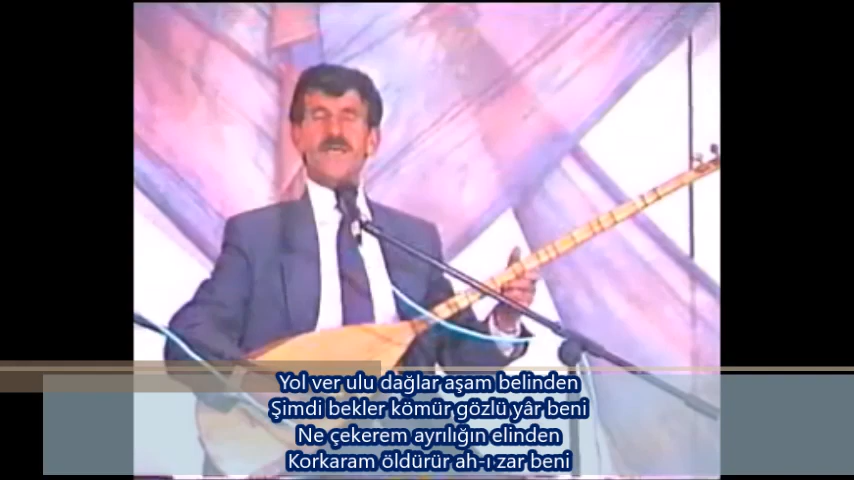 Yol ver ulu dağlar aşam belinden
Şimdi bekler kömür gözlü yâr beni
Ne çekerem ayrılığın elinden
Korkaram öldürür ah-ı zar beni